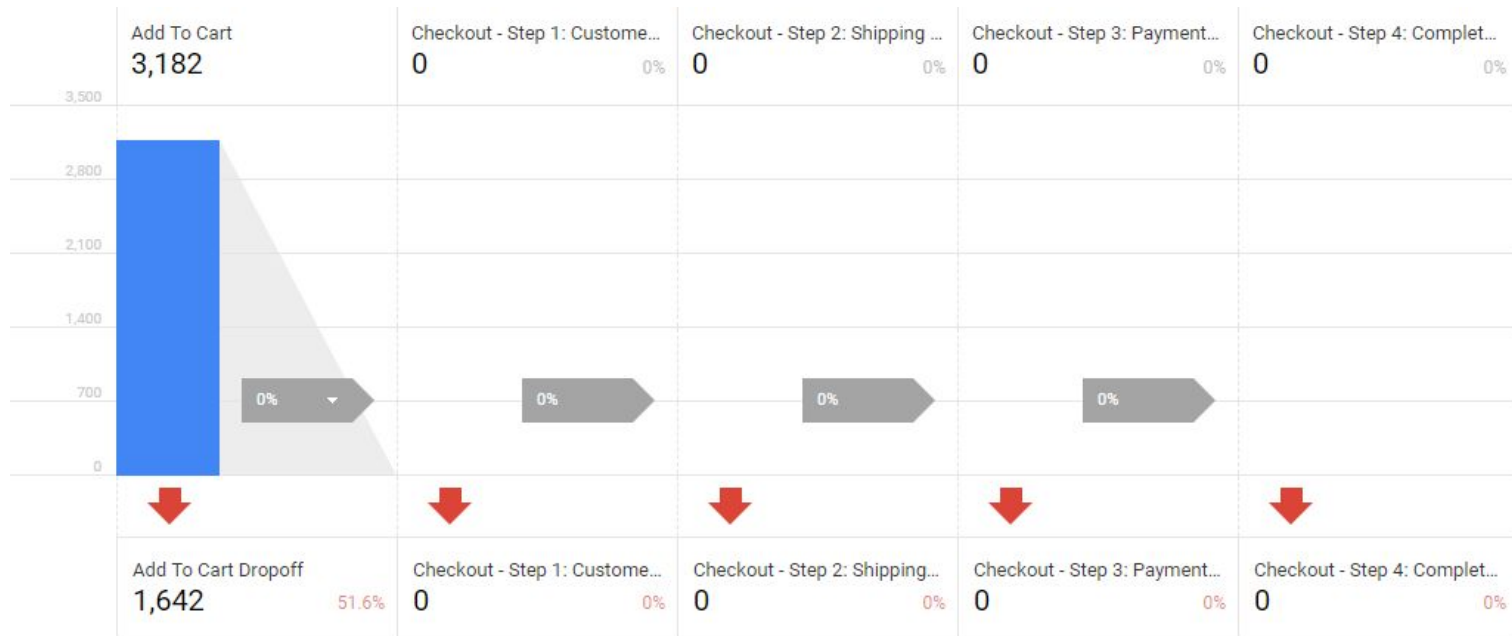 Add To Cart
3,182
Checkout - Step 1: Custome...
0 0%
Checkout - Step 2: Shipping ...
0 0%
Checkout - Step 3: Payment...
0 0%
Checkout - Step 4: Complet...
0 0%
3,500
2,800
2,100
1,400
700
0
0%
0%
0%
0%
Add To Cart Dropoff
1,642 51.6%
Checkout - Step 1: Custome...
0 0%
Checkout - Step 2: Shipping...
0 0%
Checkout - Step 3: Payment...
0 0%
Checkout - Step 4: Complet...
0 0%